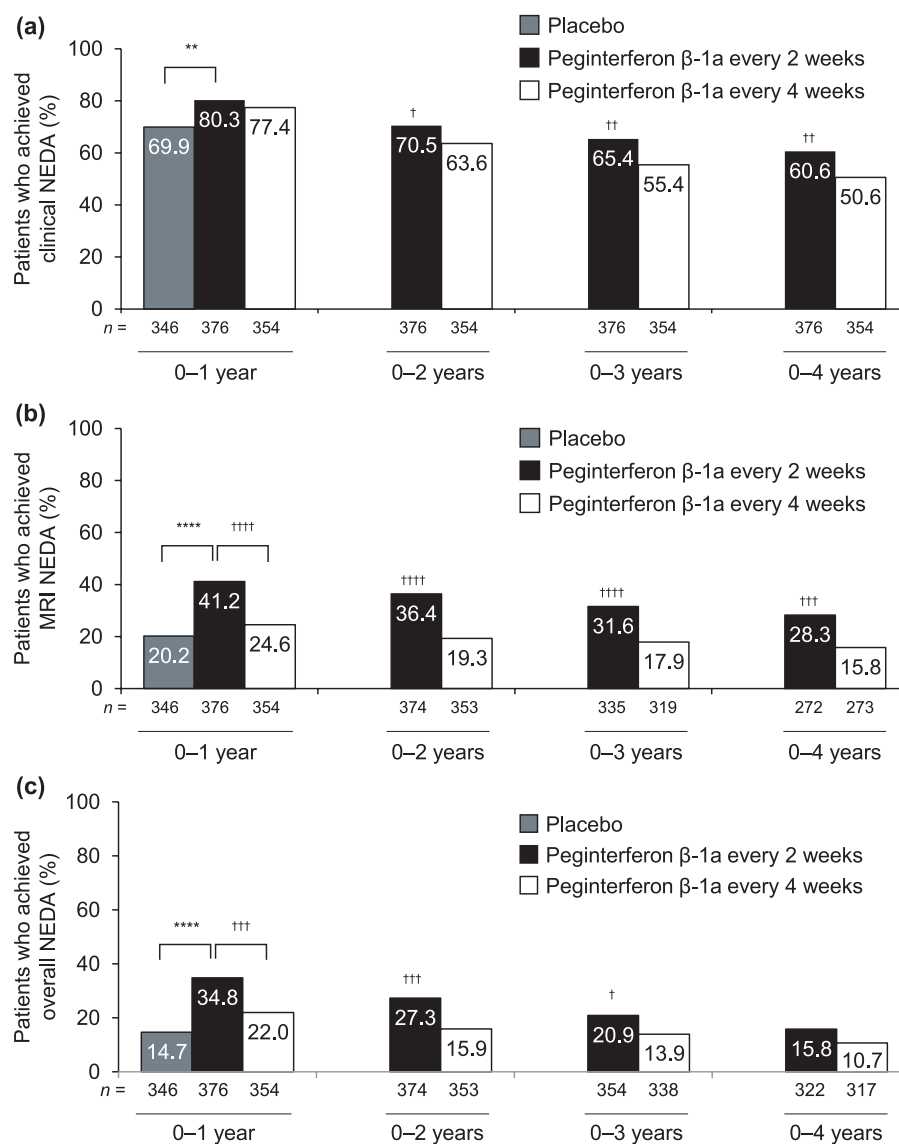 (a)
Patients who achieved
clinical NEDA (%)
100
80
60
40
20
0
Placebo
Peginterferon β-1a every 2 weeks
Peginterferon β-1a every 4 weeks
**
69.9 80.3 77.4
†
70.5 63.6
††
65.4 55.4
††
60.6 50.6
n = 346 376 354 376 354 376 354 376 354
0–1 year 0–2 years 0–3 years 0–4 years
(b)
Patients who achieved
MRI NEDA (%)
100
80
60
40
20
0
Placebo
Peginterferon β-1a every 2 weeks
Peginterferon β-1a every 4 weeks
**** ††††
20.2 41.2 24.6
††††
36.4 19.3
††††
31.6 17.9
†††
28.3 15.8
n = 346 376 354 374 353 335 319 272 273
0–1 year 0–2 years 0–3 years 0–4 years
(c)
Patients who achieved
overall NEDA (%)
100
80
60
40
20
0
Placebo
Peginterferon β-1a every 2 weeks
Peginterferon β-1a every 4 weeks
**** †††
14.7 34.8 22.0
†††
27.3 15.9
†
20.9 13.9
15.8 10.7
n = 346 376 354 374 353 354 338 322 317
0–1 year 0–2 years 0–3 years 0–4 years